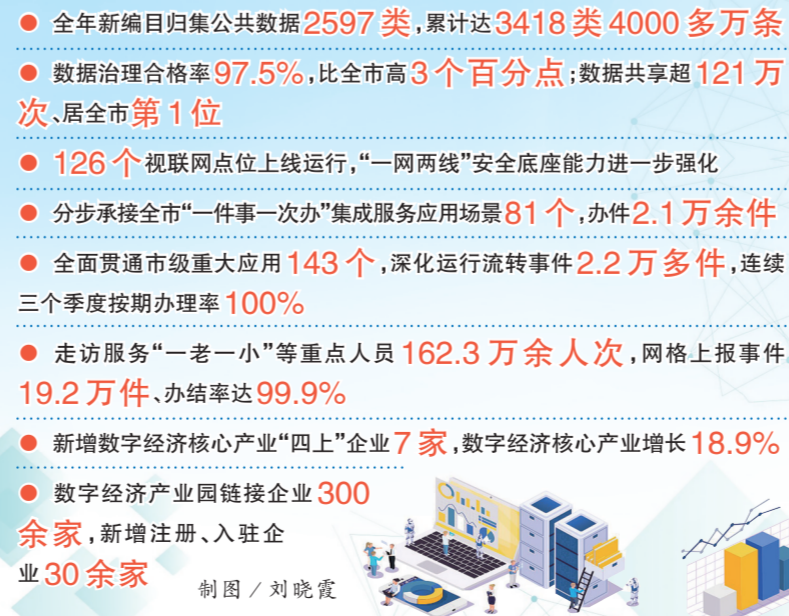 ● 全年新编目归集公共数据2597类,累计达3418类4000多万条
● 数据治理合格率97.5%,比全市高3个百分点;数据共享超121万
次、居全市第1位
● 126个视联网点位上线运行,“一网两线”安全底座能力进一步强化
● 分步承接全市“一件事一次办”集成服务应用场景81个,办件2.1万余件
● 全面贯通市级重大应用143个,深化运行流转事件2.2万多件,连续
三个季度按期办理率100%
● 走访服务“一老一小”等重点人员162.3万余人次,网格上报事件
19.2万件、办结率达99.9%
● 新增数字经济核心产业“四上”企业7家,数字经济核心产业增长18.9%
● 数字经济产业园链接企业300
余家,新增注册、入驻企
业30余家
制图/刘晓霞